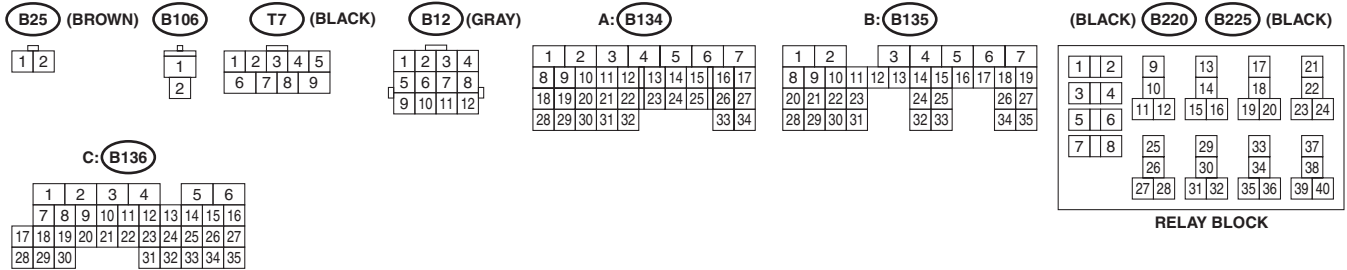 B25 (BROWN)
1 2
B106
1
2
T7 (BLACK)
1 2 3 4 5
6 7 8 9
B12 (GRAY)
1 2 3 4
5 6 7 8
9 10 11 12
A: B134
1 2 3 4 5 6 7
8 9 10 11 12 13 14 15 16 17
18 19 20 21 22 23 24 25 26 27
28 29 30 31 32 33 34
B: B135
1 2 3 4 5 6 7
8 9 10 11 12 13 14 15 16 17 18 19
20 21 22 23 24 25 26 27
28 29 30 31 32 33 34 35
(BLACK) B220 B225 (BLACK)
1 2 9 13 17 21
3 4 10 14 18 22
11 12 15 16 19 20 23 24
5 6
7 8 25 29 33 37
26 30 34 38
27 28 31 32 35 36 39 40
RELAY BLOCK
C: B136
1 2 3 4 5 6
7 8 9 10 11 12 13 14 15 16
17 18 19 20 21 22 23 24 25 26 27
28 29 30 31 32 33 34 35